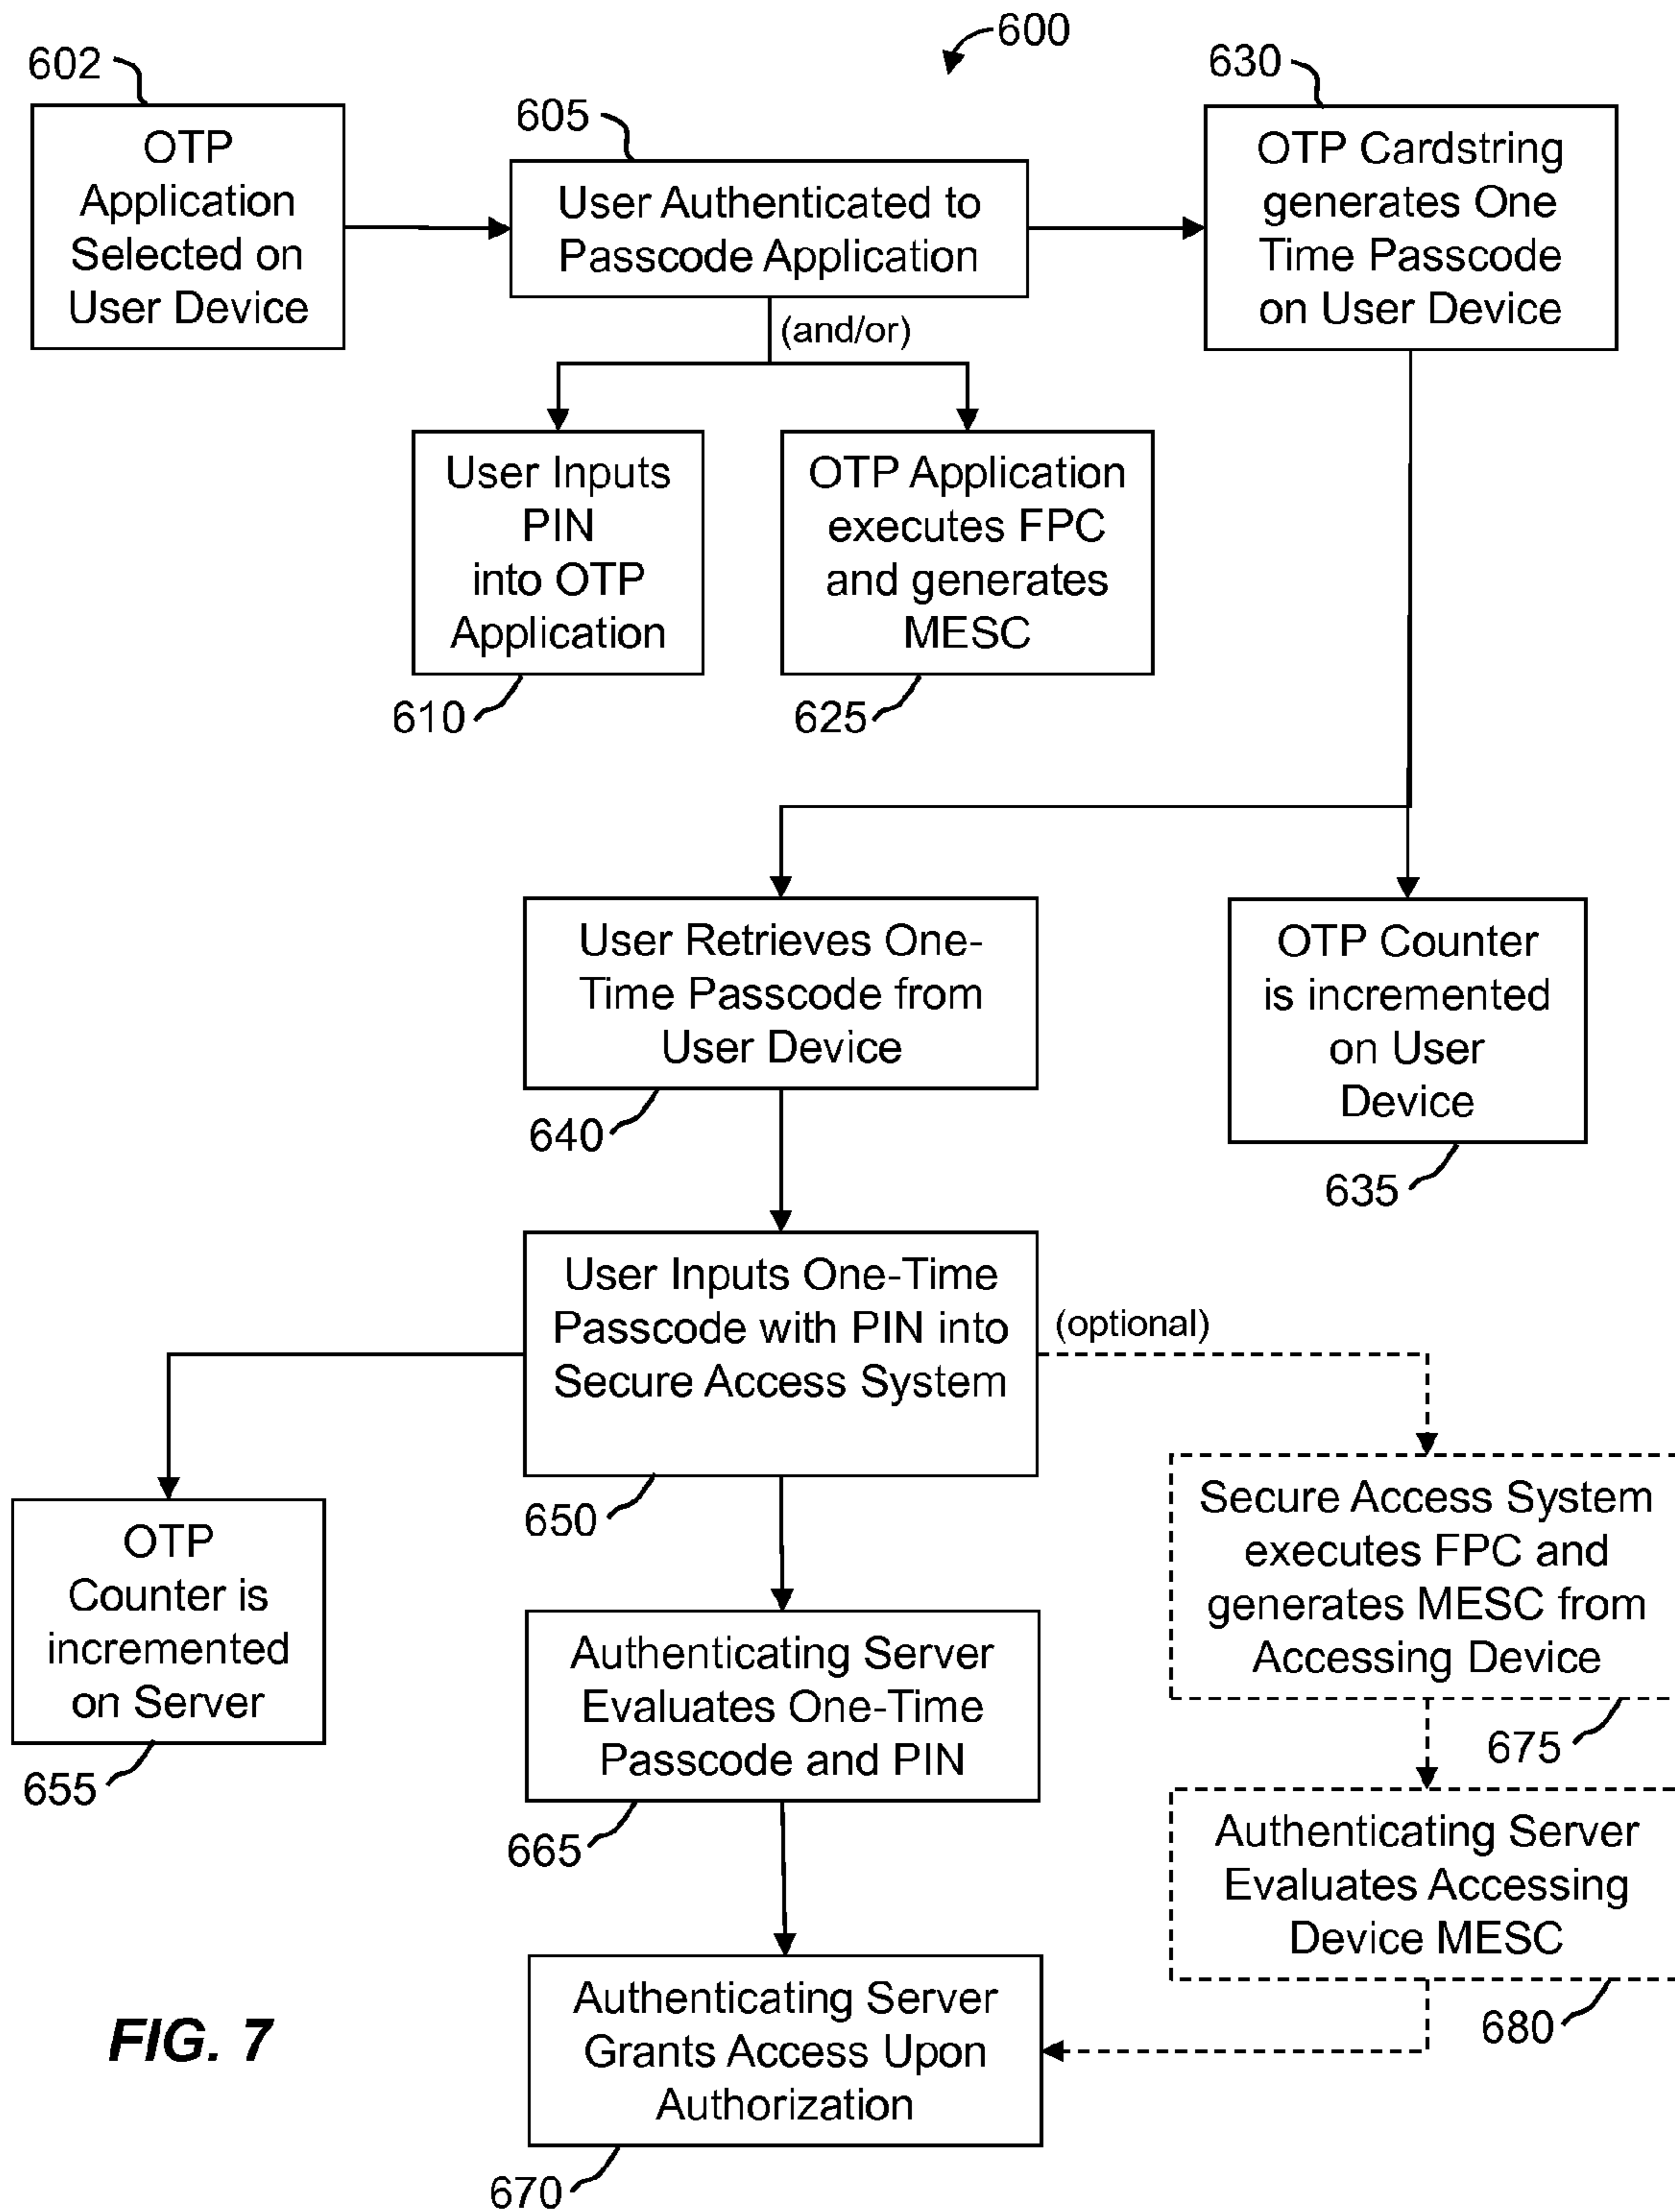 600
602
OTP
Application
Selected on
User Device
605
User Authenticated to
Passcode Application
630
OTP Cardstring
generates One
Time Passcode
on User Device
(and/or)
User Inputs
PIN
into OTP
Application
610
OTP Application
executes FPC
and generates
MESC
625
User Retrieves One-
Time Passcode from
User Device
640
OTP Counter
is incremented
on User
Device
635
User Inputs One-Time
Passcode with PIN into
Secure Access System
650
(optional)
OTP
Counter is
incremented
on Server
655
Authenticating Server
Evaluates One-Time
Passcode and PIN
665
Secure Access System
executes FPC and
generates MESC from
Accessing Device
675
Authenticating Server
Evaluates Accessing
Device MESC
680
Authenticating Server
Grants Access Upon
Authorization
670
FIG. 7